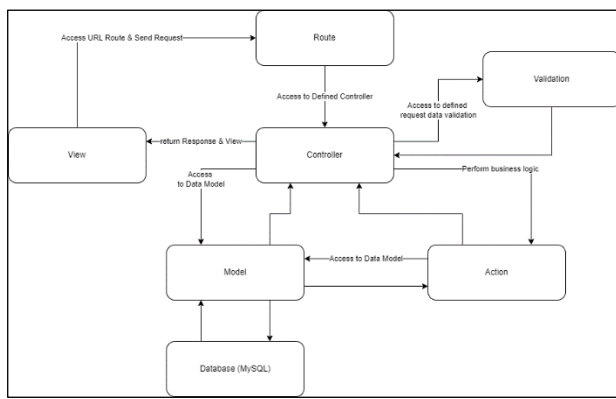 Access URL Route & Send Request
Route
Validation
Access to Defined Controller
Access to defined
request data validation
View
return Response & View
Controller
Access
to Data Model
Perform business logic
Model
Access to Data Model
Action
Database (MySQL)